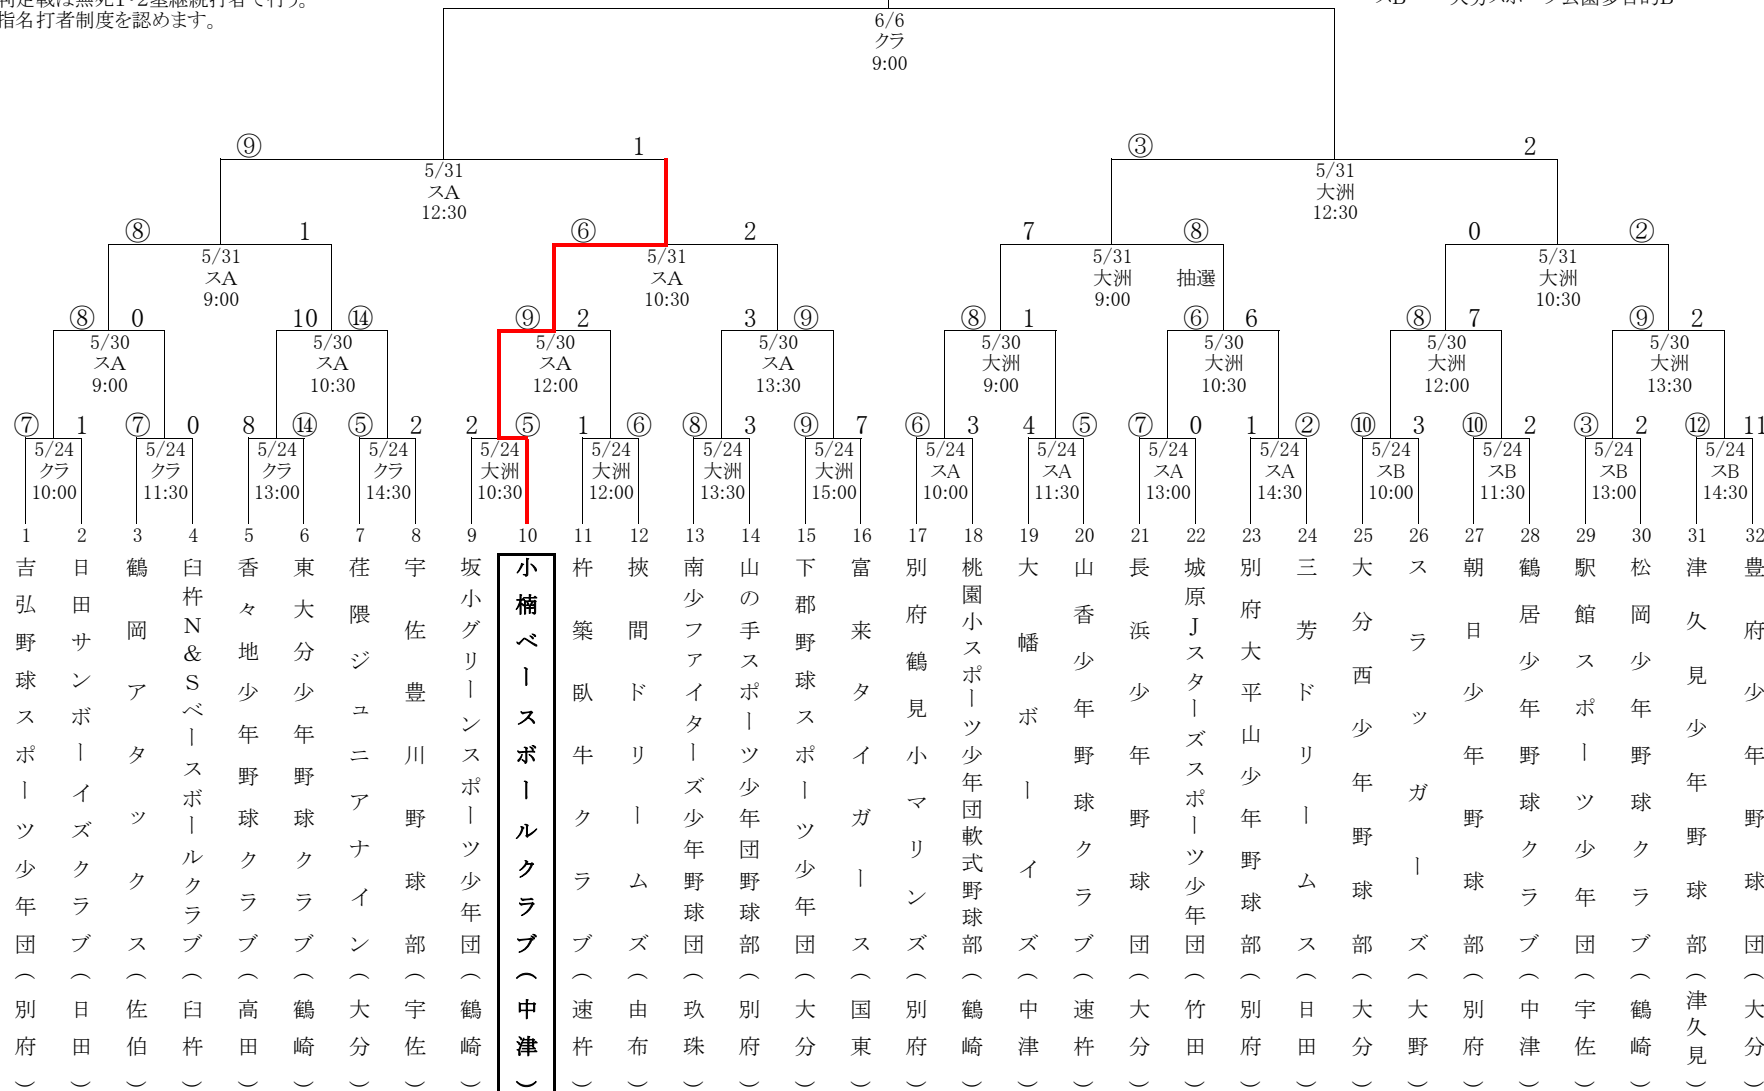 指名打者制度を認めます。
6/6
クラ
9:00
⑨ 1 ③ 2
5/31 5/31
スA 大洲
12:30 12:30
⑧ 1 ⑥ 2 7 ⑧ 0 ②
5/31 5/31 5/31 5/31
スA スA 大洲 抽選 大洲
9:00 10:30 9:00 10:30
⑧ 0 10 ⑭ ⑨ 2 3 ⑨ ⑧ 1 ⑥ 6 ⑧ 7 ⑨ 2
5/30 5/30 5/30 5/30 5/30 5/30 5/30 5/30
スA スA スA スA 大洲 大洲 大洲 大洲
9:00 10:30 12:00 13:30 9:00 10:30 12:00 13:30
⑦ 1 ⑦ 0 8 ⑭ ⑤ 2 2 ⑤ 1 ⑥ ⑧ 3 ⑨ 7 ⑥ 3 4 ⑤ ⑦ 0 1 ② ⑩ 3 ⑩ 2 ③ 2 ⑫ 11
5/24 5/24 5/24 5/24 5/24 5/24 5/24 5/24 5/24 5/24 5/24 5/24 5/24 5/24 5/24 5/24
クラ クラ クラ クラ 大洲 大洲 大洲 大洲 スA スA スA スA スB スB スB スB
10:00 11:30 13:00 14:30 10:30 12:00 13:30 15:00 10:00 11:30 13:00 14:30 10:00 11:30 13:00 14:30
1 2 3 4 5 6 7 8 9 10 11 12 13 14 15 16 17 18 19 20 21 22 23 24 25 26 27 28 29 30 31 32
吉弘野球スポーツ少年団(別府)
日田サンボーイズクラブ(日田)
鶴岡アタックス(佐伯)
臼杵N&Sベースボールクラブ(臼杵)
香々地少年野球クラブ(高田)
東大分少年野球クラブ(鶴崎)
荏隈ジュニアナイン(大分)
宇佐豊川野球部(宇佐)
坂小グリーンスポーツ少年団(鶴崎)
小楠ベースボールクラブ(中津)
杵築臥牛クラブ(速杵)
挾間ドリームズ(由布)
南少ファイターズ少年野球団(玖珠)
山の手スポーツ少年団野球部(別府)
下郡野球スポーツ少年団(大分)
富来タイガース(国東)
別府鶴見小マリンズ(別府)
桃園小スポーツ少年団軟式野球部(鶴崎)
大幡ボーイズ(中津)
山香少年野球クラブ(速杵)
長浜少年野球団(大分)
城原Jスターズスポーツ少年団(竹田)
別府大平山少年野球部(別府)
三芳ドリームス(日田)
大分西少年野球部(大分)
スラッガーズ(大野)
朝日少年野球部(別府)
鶴居少年野球クラブ(中津)
駅館スポーツ少年団(宇佐)
松岡少年野球クラブ(鶴崎)
津久見少年野球部(津久見)
豊府少年野球団(大分)